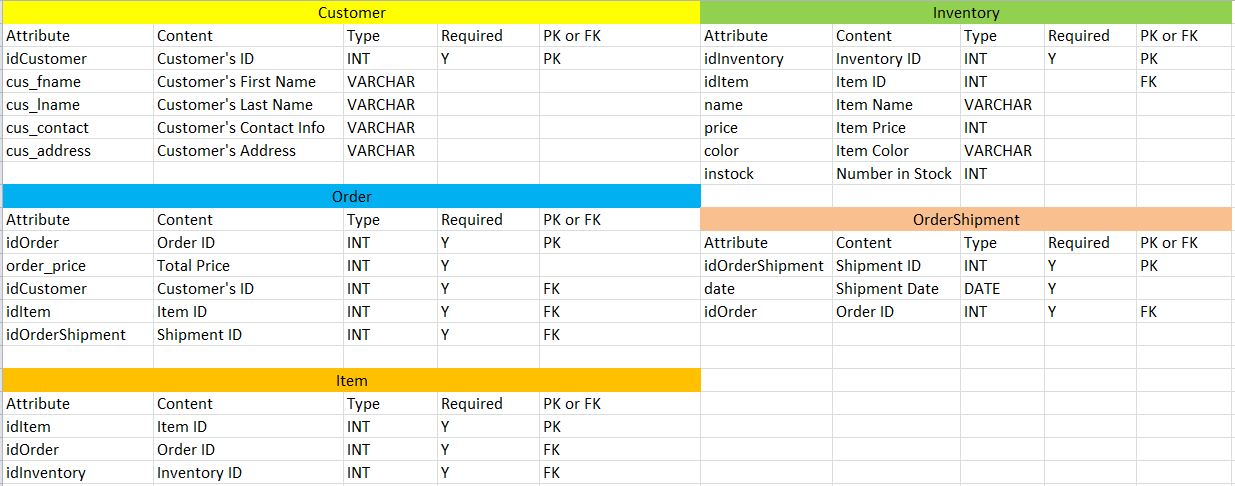 Customer
Attribute Content Type Required PK or FK
idCustomer Customer's ID INT Y PK
cus_fname Customer's First Name VARCHAR
cus_lname Customer's Last Name VARCHAR
cus_contact Customer's Contact Info VARCHAR
cus_address Customer's Address VARCHAR
Order
Attribute Content Type Required PK or FK
idOrder Order ID INT Y PK
order_price Total Price INT Y
idCustomer Customer's ID INT Y FK
idItem Item ID INT Y FK
idOrderShipment Shipment ID INT Y FK
Item
Attribute Content Type Required PK or FK
idItem Item ID INT Y PK
idOrder Order ID INT Y FK
idInventory Inventory ID INT Y FK
Inventory
Attribute Content Type Required PK or FK
idInventory Inventory ID INT Y PK
idItem Item ID INT FK
name Item Name VARCHAR
price Item Price INT
color Item Color VARCHAR
instock Number in Stock INT
OrderShipment
Attribute Content Type Required PK or FK
idOrderShipment Shipment ID INT Y PK
date Shipment Date DATE Y
idOrder Order ID INT Y FK